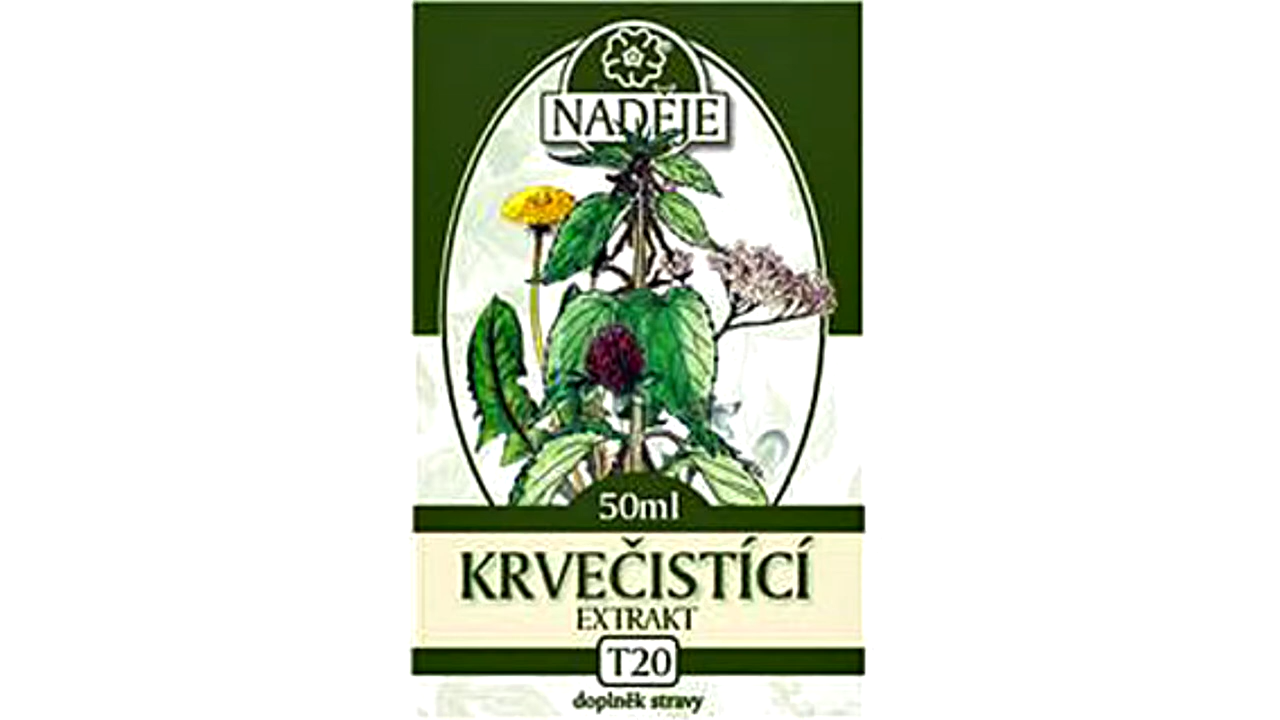 NADĚJE
50ml
KRVEČISTÍCÍ
EXTRAKT
T20
doplněk stravy